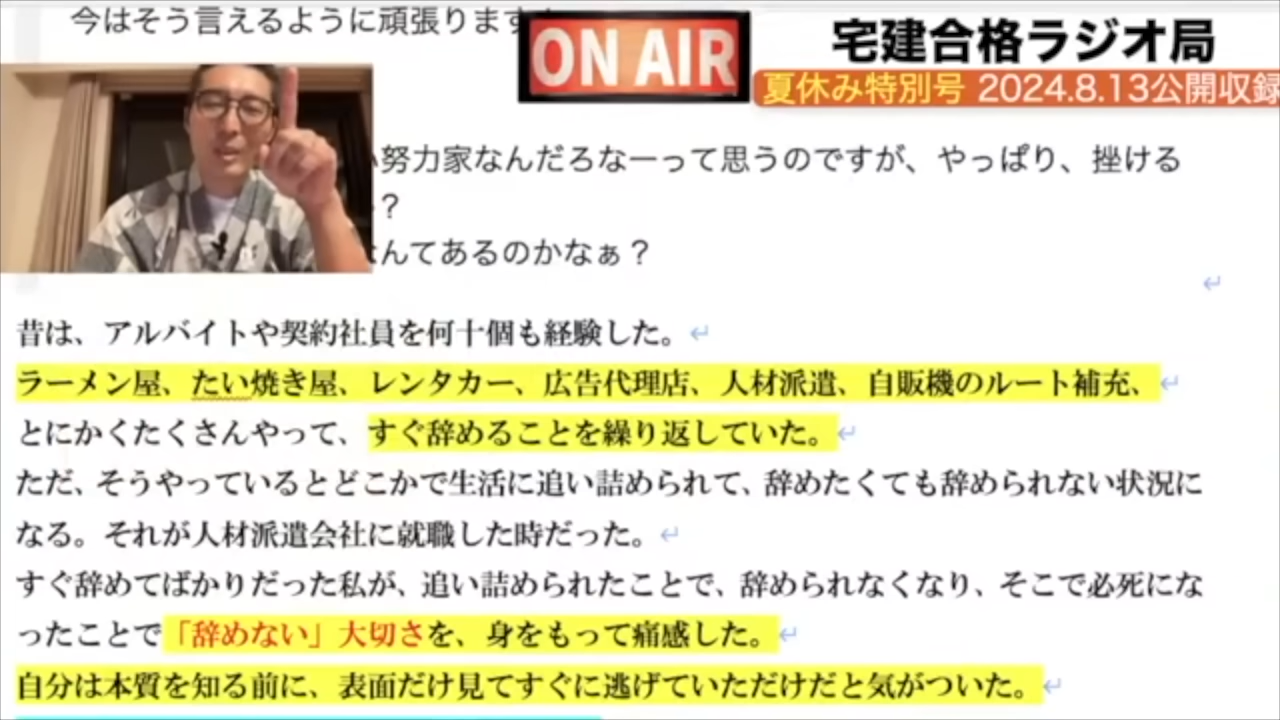 今はそう言えるように頑張ります
ON AIR
宅建合格ラジオ局
夏休み特別号 2024.8.13公開収録
努力家なんだろなーって思うのですが、やっぱり、挫ける
？
んてあるのかなぁ？
昔は、アルバイトや契約社員を何十個も経験した。
ラーメン屋、たい焼き屋、レンタカー、広告代理店、人材派遣、自販機のルート補充、
とにかくたくさんやって、すぐ辞めることを繰り返していた。
ただ、そうやっているとどこかで生活に追い詰められて、辞めたくても辞められない状況に
なる。それが人材派遣会社に就職した時だった。
すぐ辞めてばかりだった私が、追い詰められたことで、辞められなくなり、そこで必死にな
ったことで「辞めない」大切さを、身をもって痛感した。
自分は本質を知る前に、表面だけ見てすぐに逃げていただけだと気がついた。